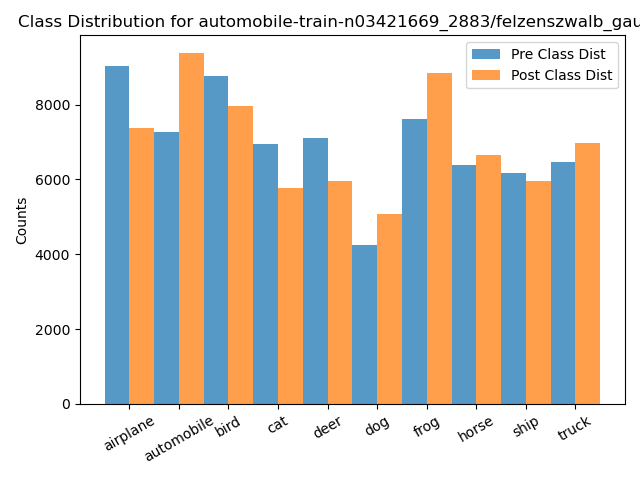 Class Distribution for automobile-train-n03421669_2883/felzenszwalb_gau
Pre Class Dist
Post Class Dist
Counts
8000
6000
4000
2000
0
airplane
automobile
bird
cat
deer
dog
frog
horse
ship
truck